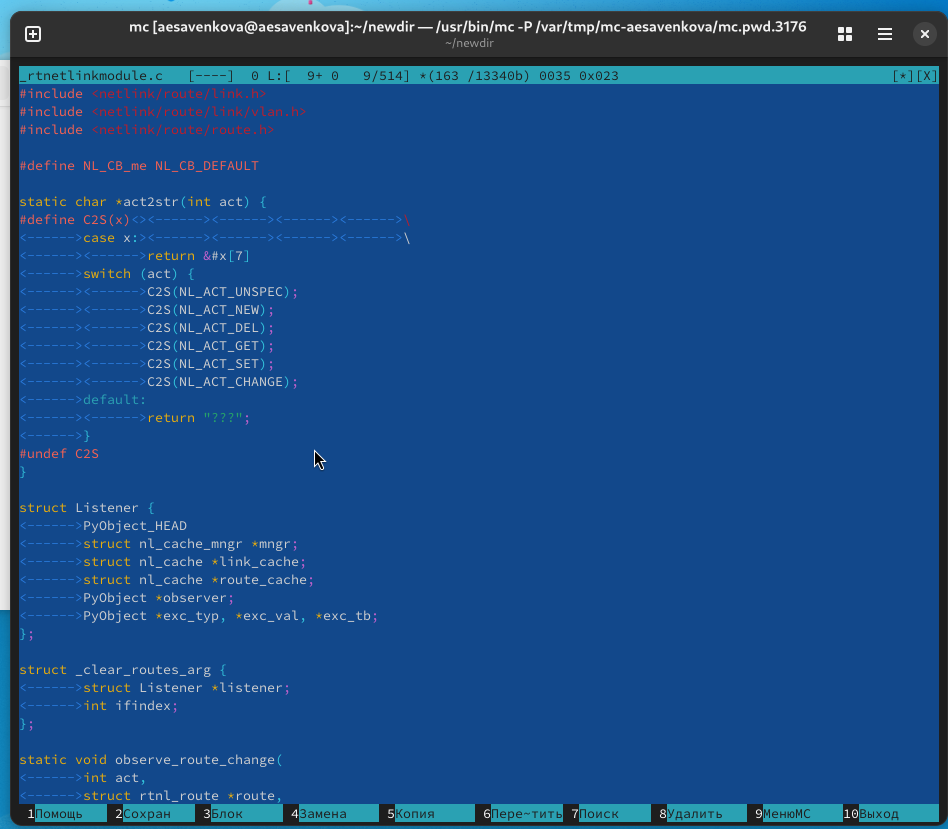 mc [aesavenkova@aesavenkova]:~/newdir — /usr/bin/mc -P /var/tmp/mc-aesavenkova/mc.pwd.3176
~/newdir
_rtnetlinkmodule.c   [----]  0 L:[  9+ 0   9/514] *(163 /13340b) 0035 0x023                                  [*][X]
#include <netlink/route/link.h>
#include <netlink/route/link/vlan.h>
#include <netlink/route/route.h>

#define NL_CB_me NL_CB_DEFAULT

static char *act2str(int act) {
#define C2S(x)<><------><------><------><------>\
<------>case x:><------><------><------><------>\
<------><------>return &#x[7]
<------>switch (act) {
<------><------>C2S(NL_ACT_UNSPEC);
<------><------>C2S(NL_ACT_NEW);
<------><------>C2S(NL_ACT_DEL);
<------><------>C2S(NL_ACT_GET);
<------><------>C2S(NL_ACT_SET);
<------><------>C2S(NL_ACT_CHANGE);
<------>default:
<------><------>return "???";
<------>}
#undef C2S
}

struct Listener {
<------>PyObject_HEAD
<------>struct nl_cache_mngr *mngr;
<------>struct nl_cache *link_cache;
<------>struct nl_cache *route_cache;
<------>PyObject *observer;
<------>PyObject *exc_typ, *exc_val, *exc_tb;
};

struct _clear_routes_arg {
<------>struct Listener *listener;
<------>int ifindex;
};

static void observe_route_change(
<------>int act,
<------>struct rtnl_route *route,
1Помощь 2Сохран 3Блок 4Замена 5Копия 6Пере~тить 7Поиск 8Удалить 9МенюMC 10Выход